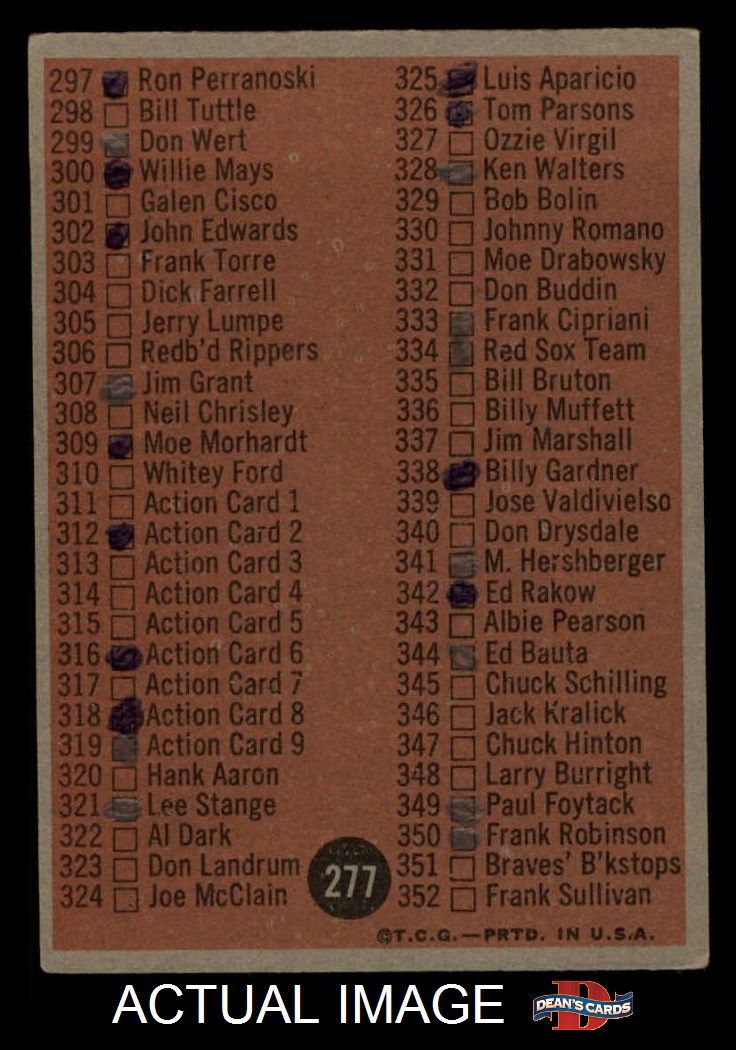 297 Ron Perranoski
298 Bill Tuttle
299 Don Wert
300 Willie Mays
301 Galen Cisco
302 John Edwards
303 Frank Torre
304 Dick Farrell
305 Jerry Lumpe
306 Redb'd Rippers
307 Jim Grant
308 Neil Chrisley
309 Moe Morhardt
310 Whitey Ford
311 Action Card 1
312 Action Card 2
313 Action Card 3
314 Action Card 4
315 Action Card 5
316 Action Card 6
317 Action Card 7
318 Action Card 8
319 Action Card 9
320 Hank Aaron
321 Lee Stange
322 Al Dark
323 Don Landrum
324 Joe McClain
325 Luis Aparicio
326 Tom Parsons
327 Ozzie Virgil
328 Ken Walters
329 Bob Bolin
330 Johnny Romano
331 Moe Drabowsky
332 Don Buddin
333 Frank Cipriani
334 Red Sox Team
335 Bill Bruton
336 Billy Muffett
337 Jim Marshall
338 Billy Gardner
339 Jose Valdivielso
340 Don Drysdale
341 M. Hershberger
342 Ed Rakow
343 Albie Pearson
344 Ed Bauta
345 Chuck Schilling
346 Jack Kralick
347 Chuck Hinton
348 Larry Burright
349 Paul Foytack
350 Frank Robinson
351 Braves' B'kstops
352 Frank Sullivan
277
©T.C.G.—PRTD. IN U.S.A.
ACTUAL IMAGE
D
DEAN'S CARDS